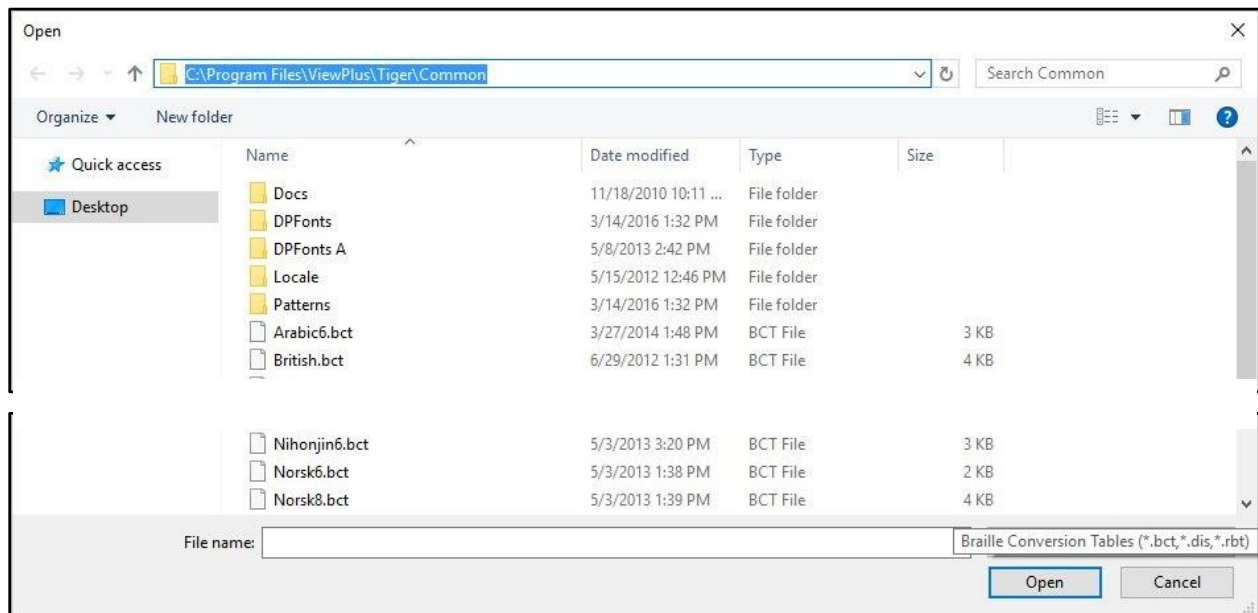 Open
C:\Program Files\ViewPlus\Tiger\Common
Search Common
Organize
New folder
Quick access
Desktop
Name Date modified Type Size
Docs 11/18/2010 10:11 ... File folder
DPFonts 3/14/2016 1:32 PM File folder
DPFonts A 5/8/2013 2:42 PM File folder
Locale 5/15/2012 12:46 PM File folder
Patterns 3/14/2016 1:32 PM File folder
Arabic6.bct 3/27/2014 1:48 PM BCT File 3 KB
British.bct 6/29/2012 1:31 PM BCT File 4 KB
Nihonjin6.bct 5/3/2013 3:20 PM BCT File 3 KB
Norsk6.bct 5/3/2013 1:38 PM BCT File 2 KB
Norsk8.bct 5/3/2013 1:39 PM BCT File 4 KB
File name:
Braille Conversion Tables (*.bct,*.dis,*.rbt)
Open
Cancel